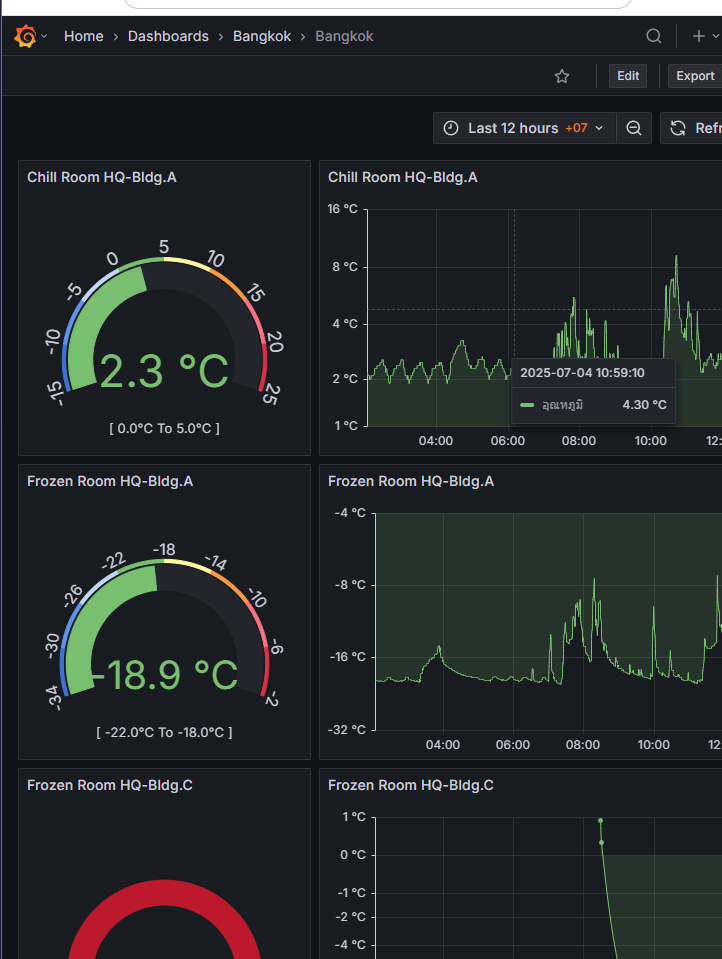 Home › Dashboards › Bangkok › Bangkok
Edit
Export
Last 12 hours +07
Refr
Chill Room HQ-Bldg.A
-15
-10
-5
0
5
10
15
20
25
2.3 °C
[ 0.0°C To 5.0°C ]
Chill Room HQ-Bldg.A
16 °C
8 °C
4 °C
2 °C
1 °C
04:00
06:00
08:00
10:00
12:
2025-07-04 10:59:10
อุณหภูมิ 4.30 °C
Frozen Room HQ-Bldg.A
-34
-30
-26
-22
-18
-14
-10
-6
-2
-18.9 °C
[ -22.0°C To -18.0°C ]
Frozen Room HQ-Bldg.A
-4 °C
-8 °C
-16 °C
-32 °C
04:00
06:00
08:00
10:00
12:
Frozen Room HQ-Bldg.C
Frozen Room HQ-Bldg.C
1 °C
0 °C
-1 °C
-2 °C
-4 °C